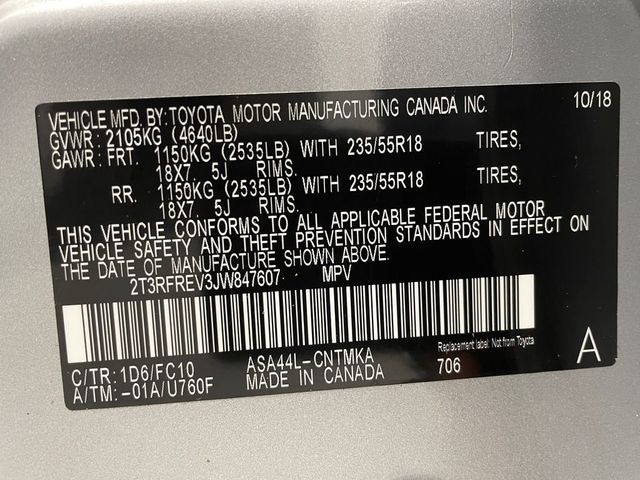 VEHICLE MFD. BY: TOYOTA MOTOR MANUFACTURING CANADA INC. 10/18
GVWR: 2105KG (4640LB)
GAWR: FRT. 1150KG (2535LB) WITH 235/55R18 TIRES,
18X7. 5J RIMS.
RR. 1150KG (2535LB) WITH 235/55R18 TIRES,
18X7. 5J RIMS.
THIS VEHICLE CONFORMS TO ALL APPLICABLE FEDERAL MOTOR
VEHICLE SAFETY AND THEFT PREVENTION STANDARDS IN EFFECT ON
THE DATE OF MANUFACTURE SHOWN ABOVE.
2T3RFREV3JW847607 MPV
Refurbished label Not from Toyota
C/TR: 1D6/FC10 ASA44L-CNTMKA 706 A
A/TM: -01A/U760F MADE IN CANADA